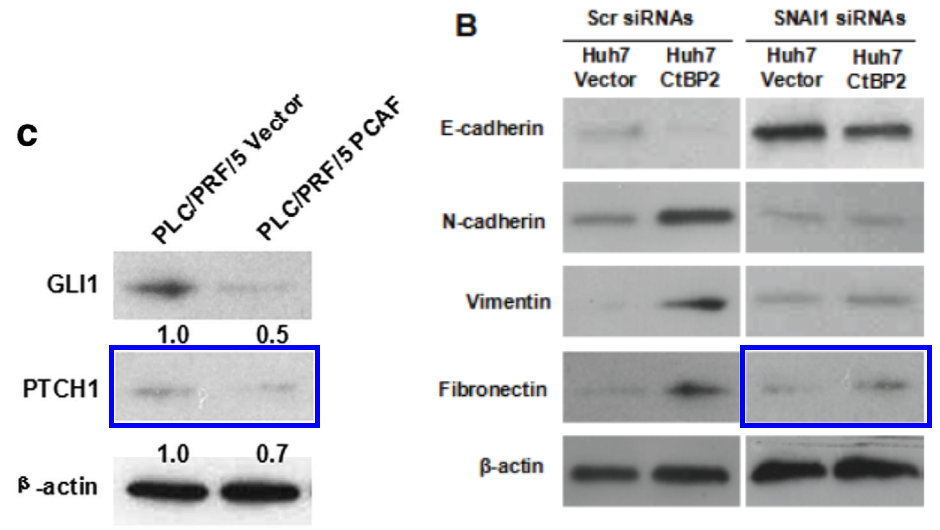 c
PLC/PRF/5 Vector
PLC/PRF/5 PCAF
GLI1
1.0 0.5
PTCH1
1.0 0.7
β-actin
B
Scr siRNAs SNAI1 siRNAs
Huh7 Huh7 Huh7 Huh7
Vector CtBP2 Vector CtBP2
E-cadherin
N-cadherin
Vimentin
Fibronectin
β-actin